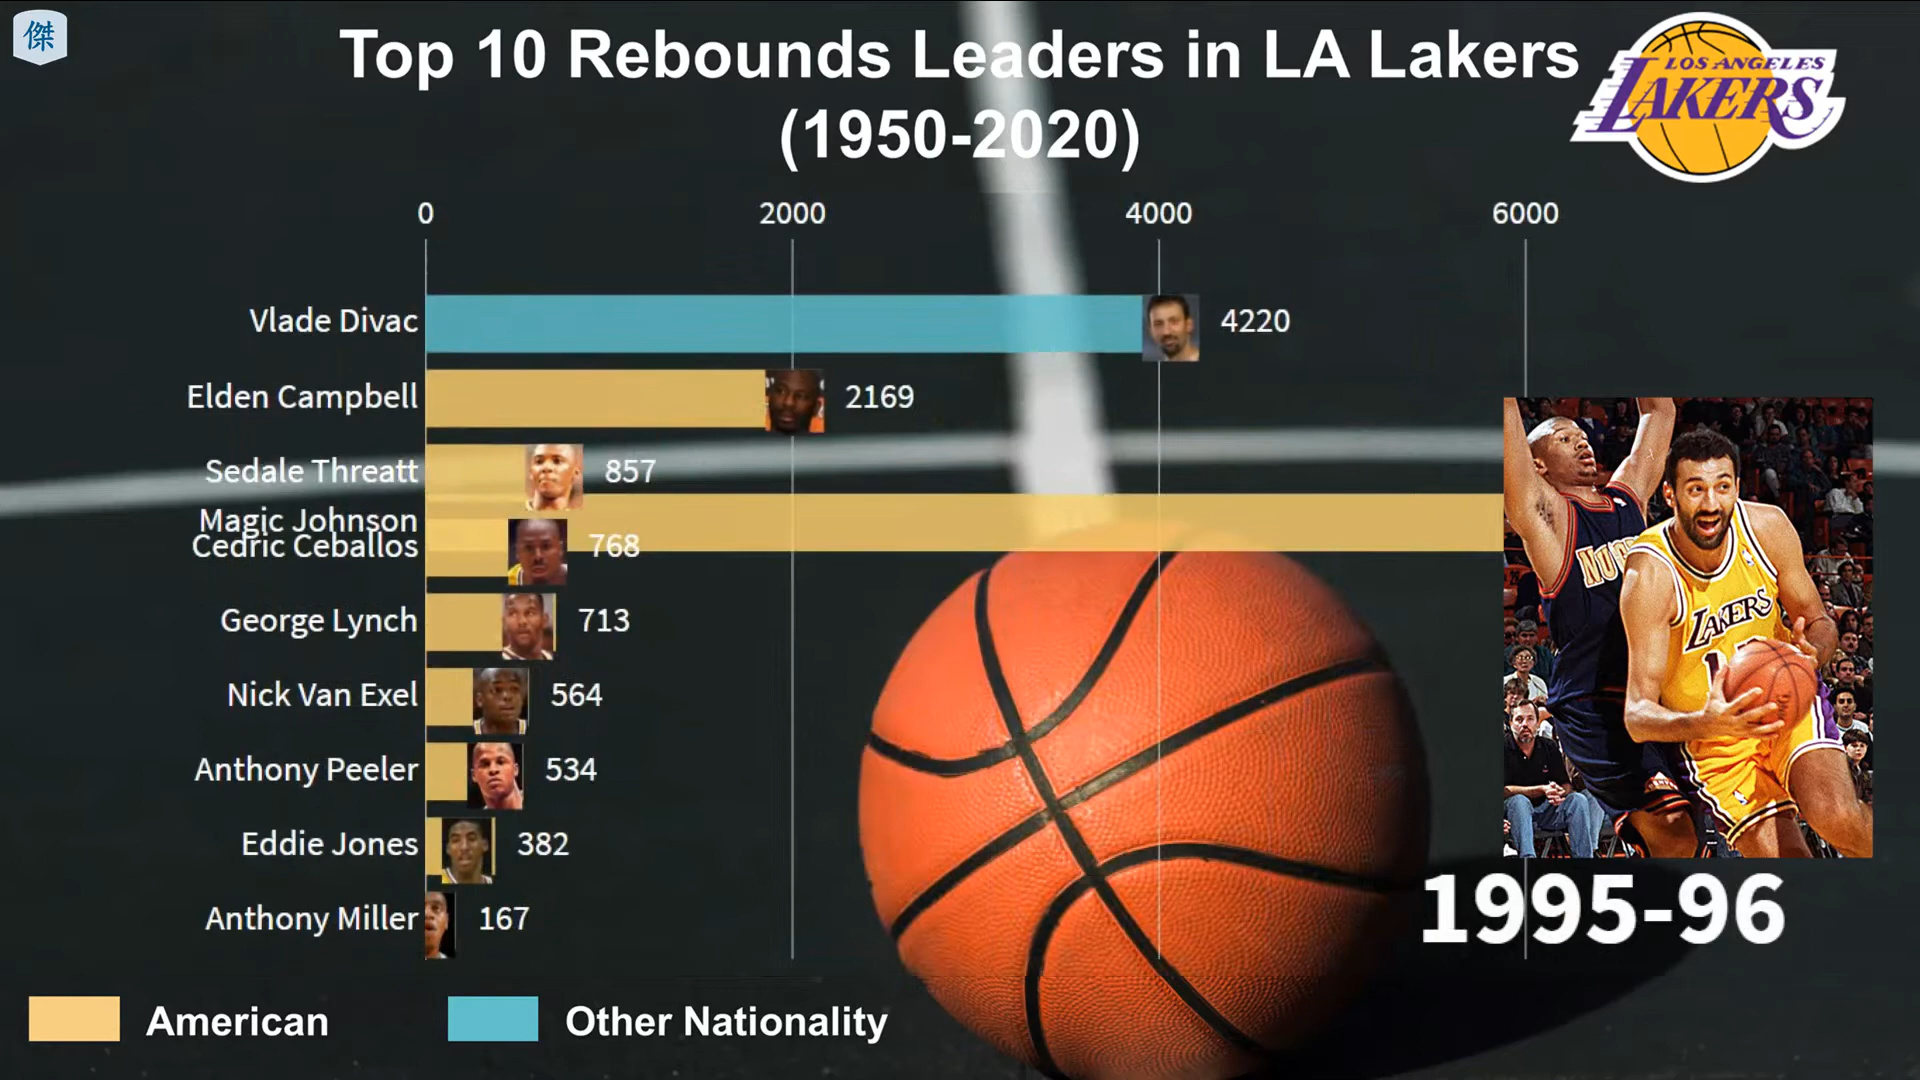 傑
Top 10 Rebounds Leaders in LA Lakers
(1950-2020)
LOS ANGELES
LAKERS
0 2000 4000 6000
Vlade Divac 4220
Elden Campbell 2169
Sedale Threatt 857
Magic Johnson
Cedric Ceballos 768
George Lynch 713
Nick Van Exel 564
Anthony Peeler 534
Eddie Jones 382
Anthony Miller 167
LAKERS
1995-96
American
Other Nationality